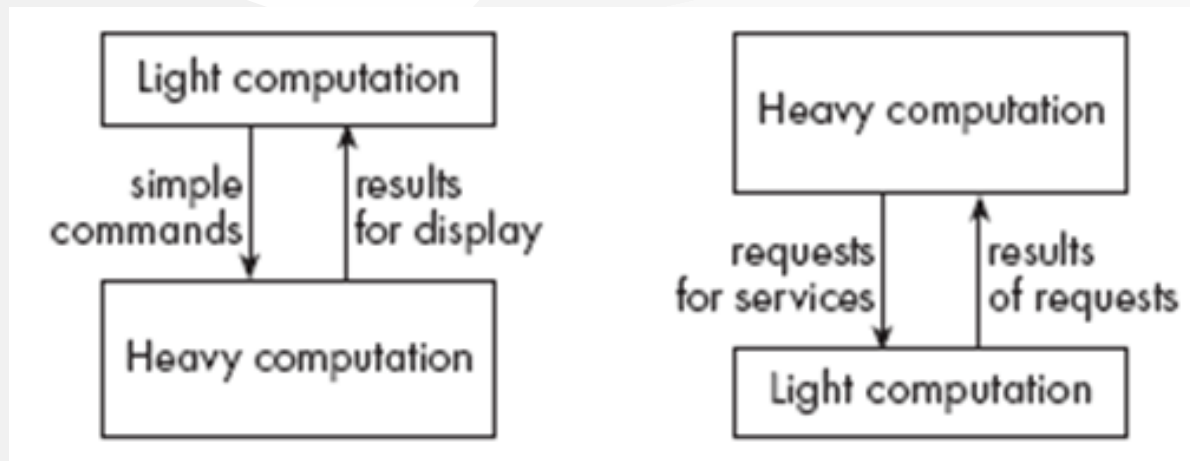 Light computation
simple
commands
results
for display
Heavy computation
Heavy computation
requests
for services
results
of requests
Light computation